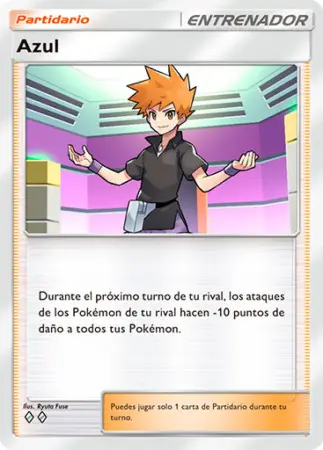 Partidario
ENTRENADOR
Azul
Durante el próximo turno de tu rival, los ataques
de los Pokémon de tu rival hacen -10 puntos de
daño a todos tus Pokémon.
Ilus. Ryuta Fuse
Puedes jugar solo 1 carta de Partidario durante tu
turno.